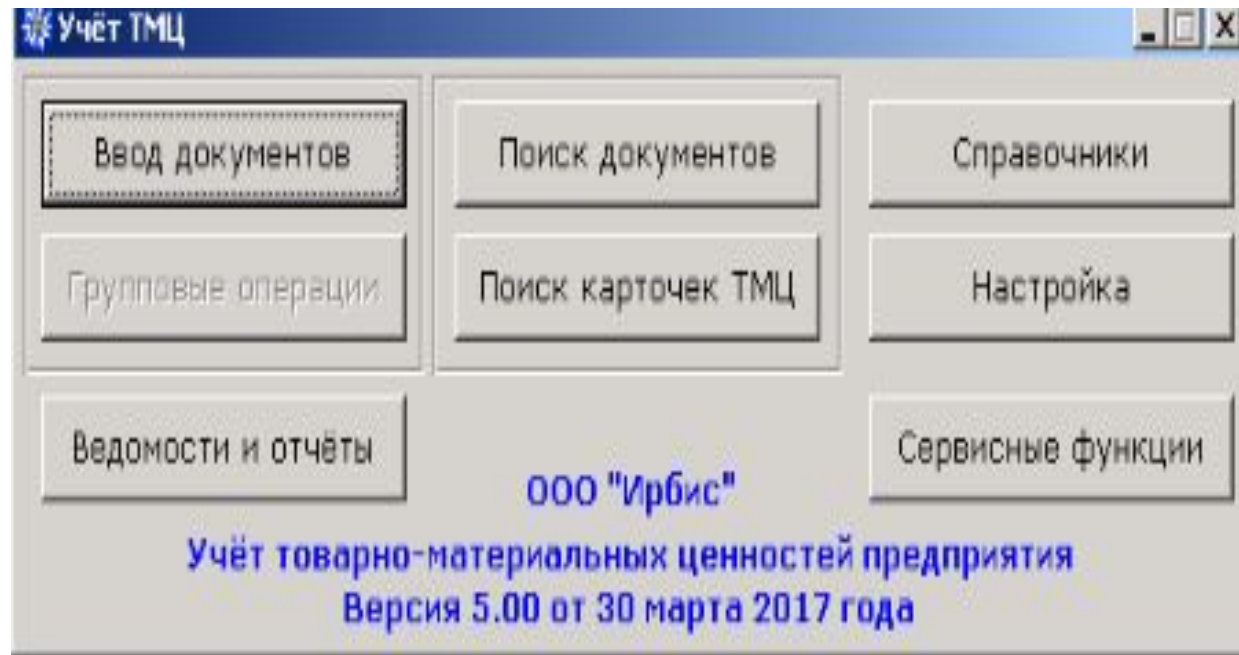 Учёт ТМЦ
Ввод документов
Поиск документов
Справочники
Групповые операции
Поиск карточек ТМЦ
Настройка
Ведомости и отчёты
Сервисные функции
ООО "Ирбис"
Учёт товарно-материальных ценностей предприятия
Версия 5.00 от 30 марта 2017 года